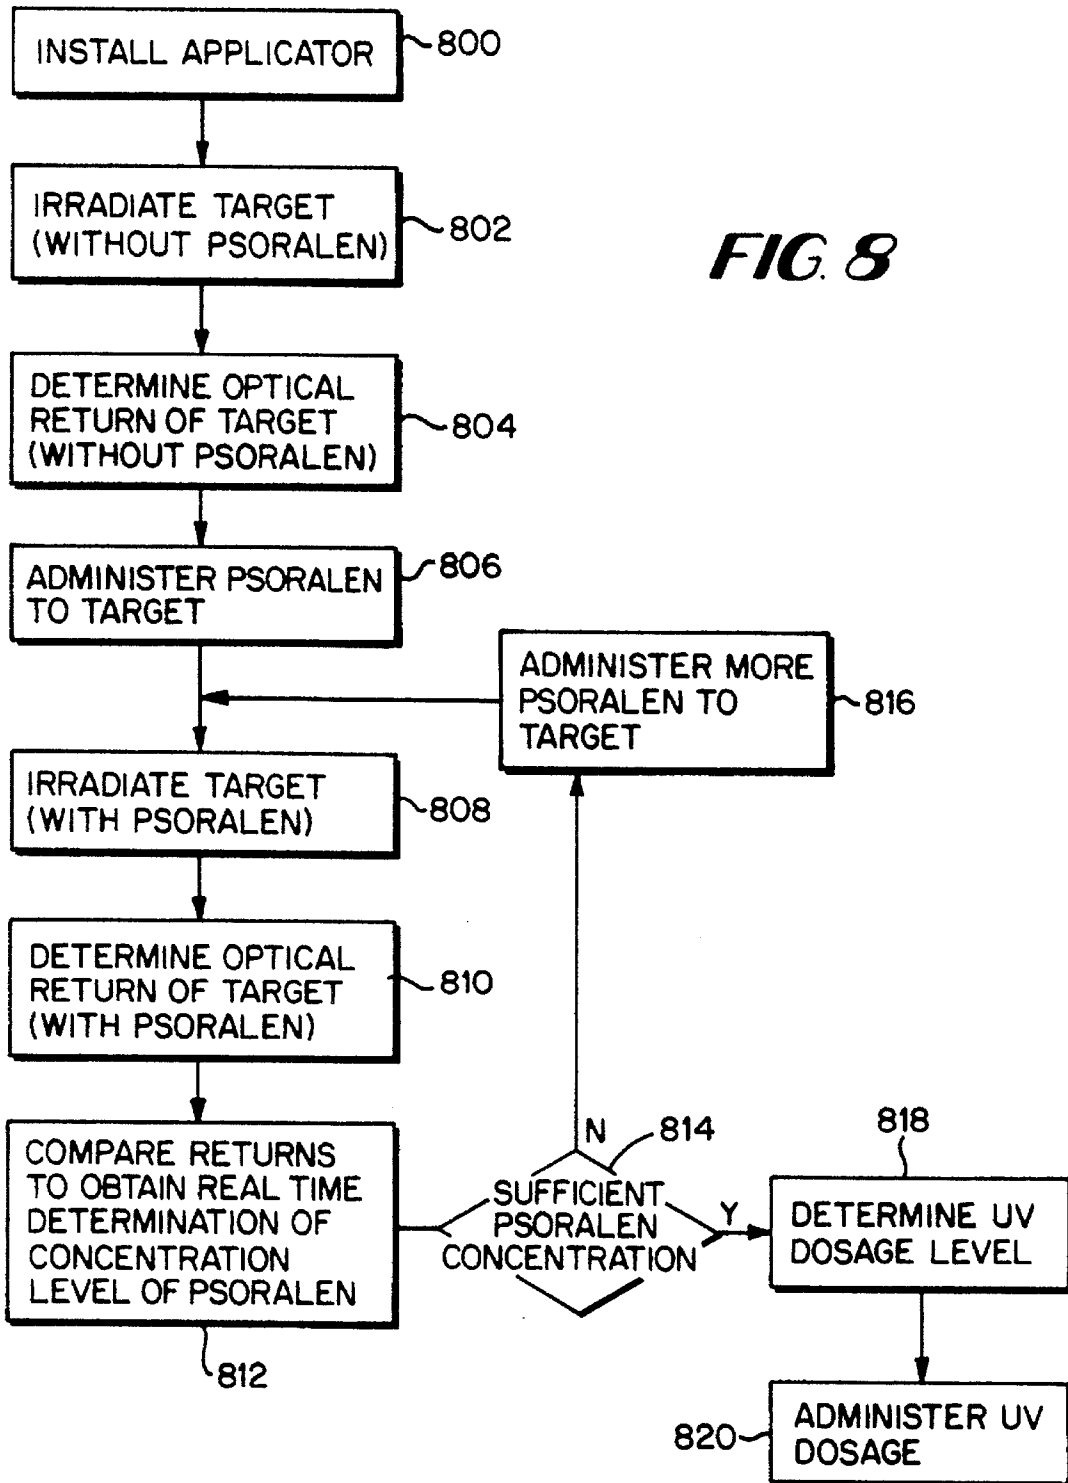 INSTALL APPLICATOR
800
IRRADIATE TARGET
(WITHOUT PSORALEN)
802
FIG. 8
DETERMINE OPTICAL
RETURN OF TARGET
(WITHOUT PSORALEN)
804
ADMINISTER PSORALEN
TO TARGET
806
ADMINISTER MORE
PSORALEN TO
TARGET
816
IRRADIATE TARGET
(WITH PSORALEN)
808
DETERMINE OPTICAL
RETURN OF TARGET
(WITH PSORALEN)
810
COMPARE RETURNS
TO OBTAIN REAL TIME
DETERMINATION OF
CONCENTRATION
LEVEL OF PSORALEN
812
N
814
SUFFICIENT
PSORALEN
CONCENTRATION
Y
818
DETERMINE UV
DOSAGE LEVEL
820
ADMINISTER UV
DOSAGE